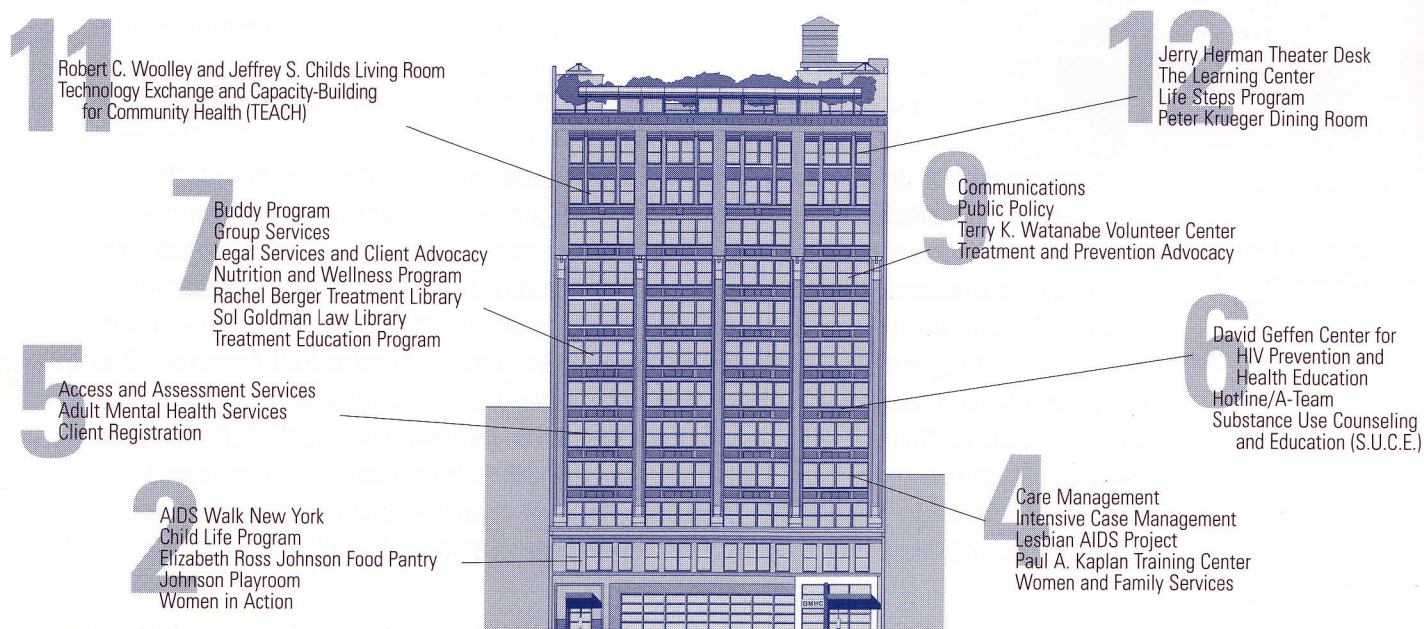 11
Robert C. Woolley and Jeffrey S. Childs Living Room
Technology Exchange and Capacity-Building
for Community Health (TEACH)
12
Jerry Herman Theater Desk
The Learning Center
Life Steps Program
Peter Krueger Dining Room
7
Buddy Program
Group Services
Legal Services and Client Advocacy
Nutrition and Wellness Program
Rachel Berger Treatment Library
Sol Goldman Law Library
Treatment Education Program
9
Communications
Public Policy
Terry K. Watanabe Volunteer Center
Treatment and Prevention Advocacy
5
Access and Assessment Services
Adult Mental Health Services
Client Registration
6
David Geffen Center for
HIV Prevention and
Health Education
Hotline/A-Team
Substance Use Counseling
and Education (S.U.C.E.)
2
AIDS Walk New York
Child Life Program
Elizabeth Ross Johnson Food Pantry
Johnson Playroom
Women in Action
4
Care Management
Intensive Case Management
Lesbian AIDS Project
Paul A. Kaplan Training Center
Women and Family Services
GMHC